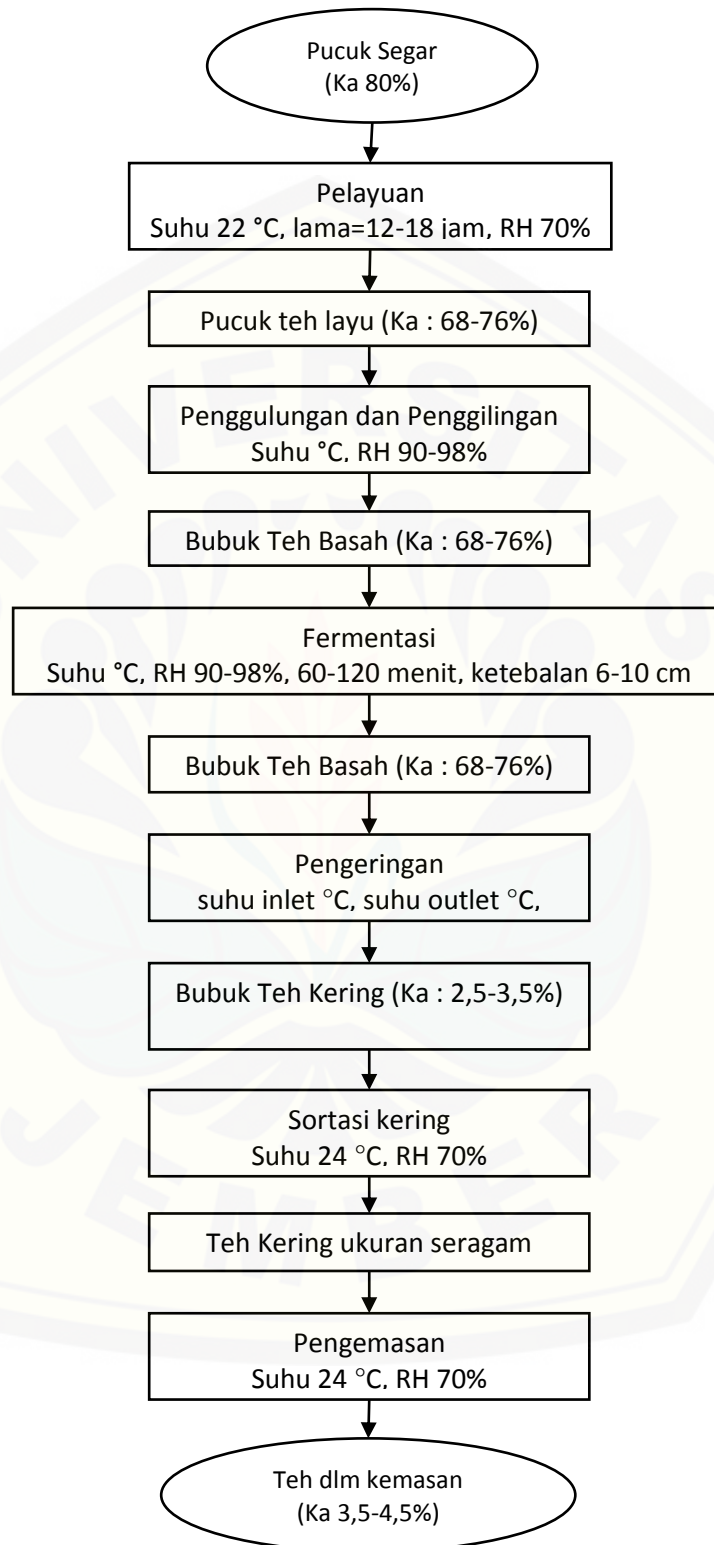 Pucuk Segar
(Ka 80%)
Pelayuan
Suhu 22 °C, lama=12-18 jam, RH 70%
Pucuk teh layu (Ka : 68-76%)
Penggulungan dan Penggilingan
Suhu °C, RH 90-98%
Bubuk Teh Basah (Ka : 68-76%)
Fermentasi
Suhu °C, RH 90-98%, 60-120 menit, ketebalan 6-10 cm
Bubuk Teh Basah (Ka : 68-76%)
Pengeringan
suhu inlet °C, suhu outlet °C,
Bubuk Teh Kering (Ka : 2,5-3,5%)
Sortasi kering
Suhu 24 °C, RH 70%
Teh Kering ukuran seragam
Pengemasan
Suhu 24 °C, RH 70%
Teh dlm kemasan
(Ka 3,5-4,5%)
UNIVERSITAS
JEMBER